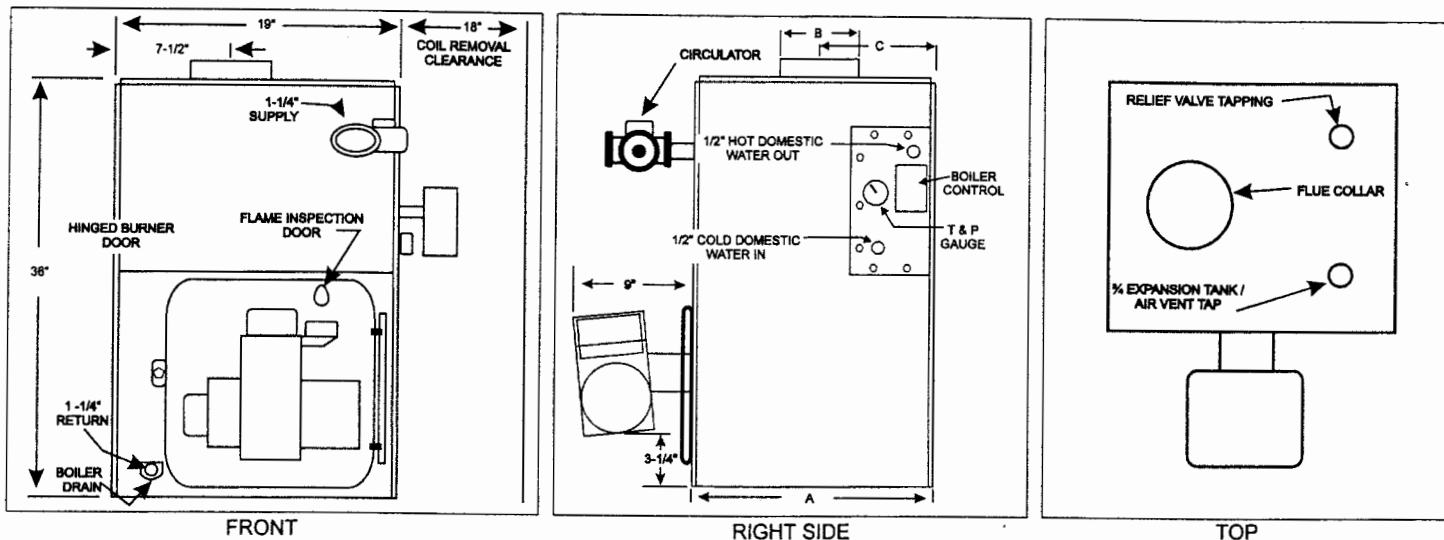 19"
18"
7-1/2"
COIL REMOVAL
CLEARANCE
1-1/4"
SUPPLY
FLAME INSPECTION
DOOR
HINGED BURNER
DOOR
36"
1 -1/4"
RETURN
BOILER
DRAIN
FRONT
B
C
CIRCULATOR
1/2" HOT DOMESTIC
WATER OUT
BOILER
CONTROL
T & P
GAUGE
1/2" COLD DOMESTIC
WATER IN
9"
3-1/4"
A
RIGHT SIDE
RELIEF VALVE TAPPING
FLUE COLLAR
¾ EXPANSION TANK /
AIR VENT TAP
TOP